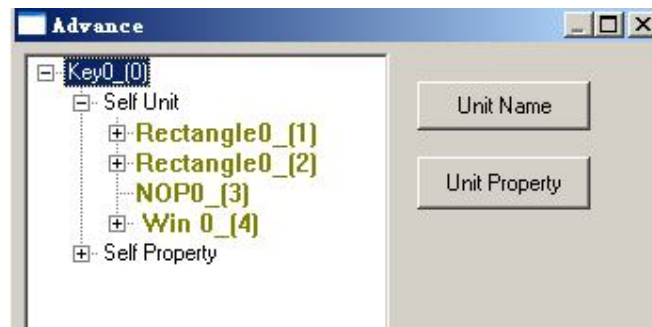 Advance
Key0_(0)
Self Unit
Rectangle0_(1)
Rectangle0_(2)
NOP0_(3)
Win 0_(4)
Self Property
Unit Name
Unit Property